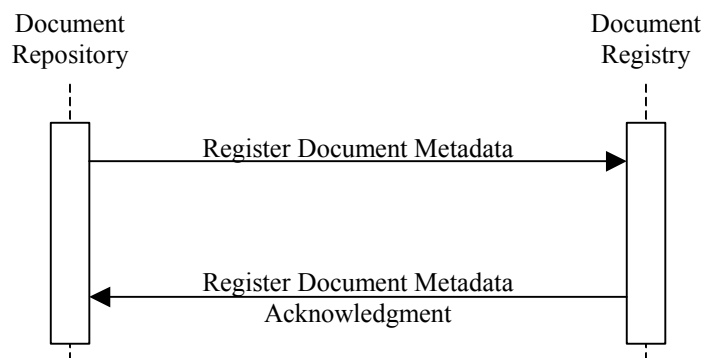 Document
Repository
Document
Registry
Register Document Metadata
Register Document Metadata
Acknowledgment